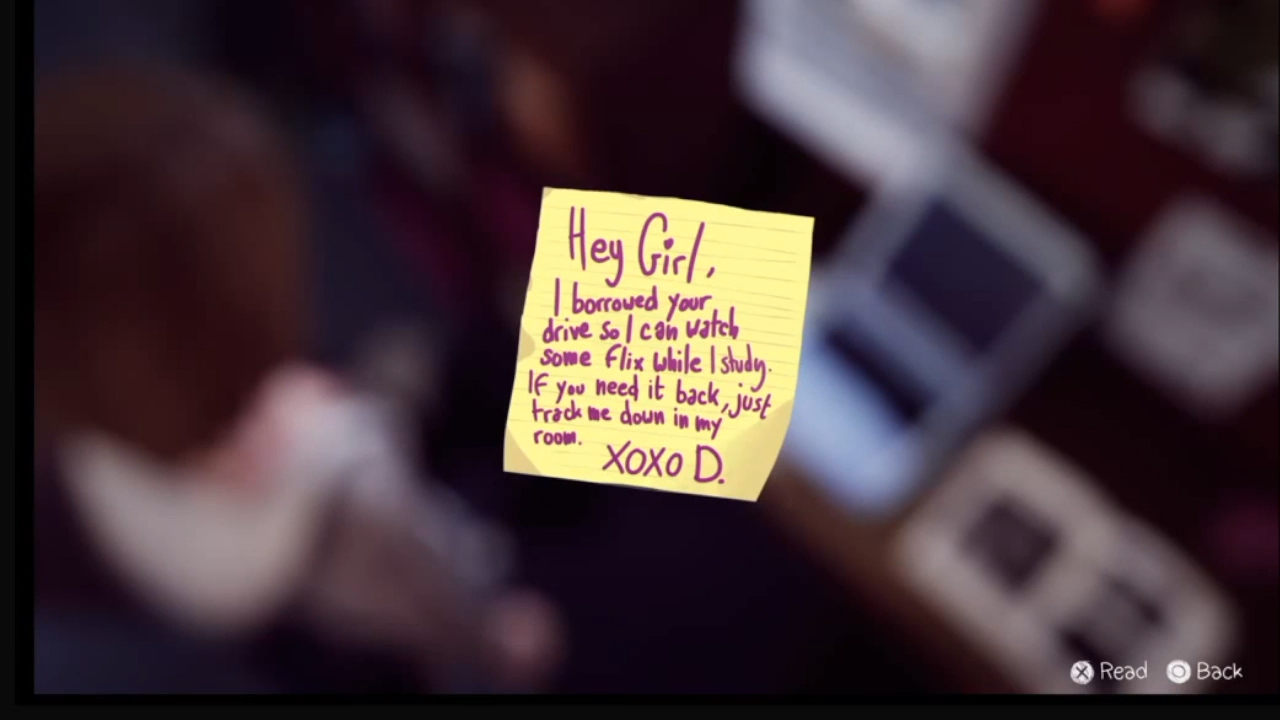 Hey Girl,
I borrowed your
drive so I can watch
some Flix while I study.
If you need it back, just
track me down in my
room.
XOXO D.
Read Back